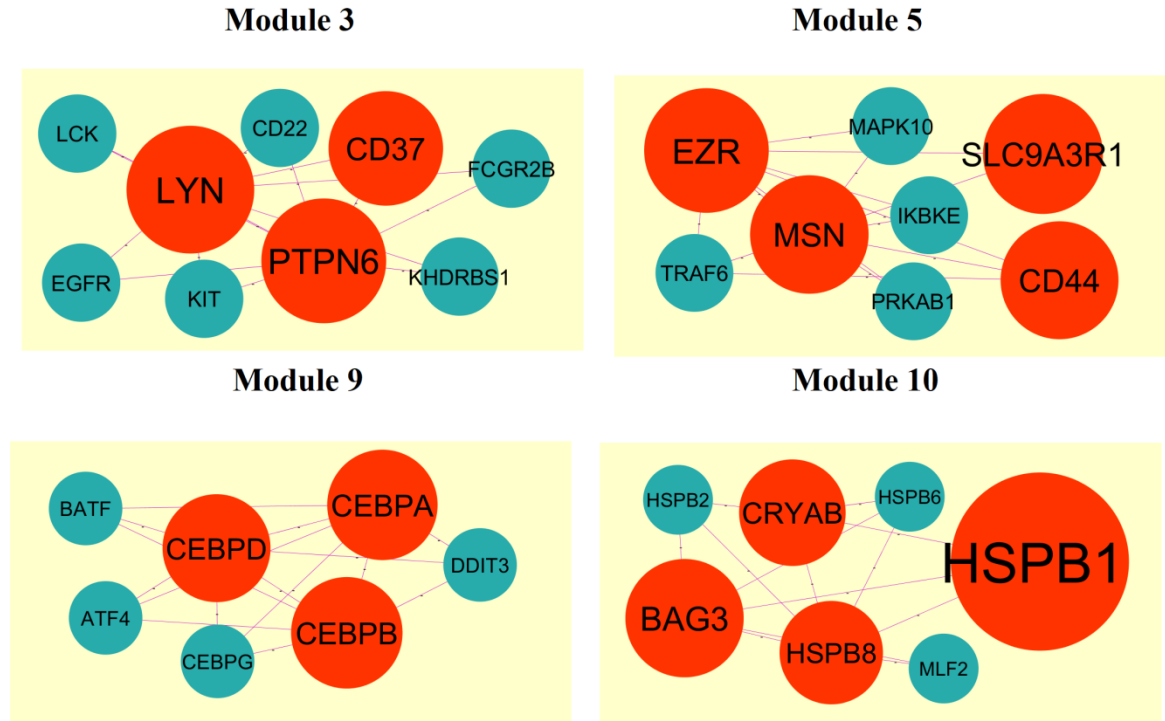 Module 3
Module 5
LCK
CD22
CD37
FCGR2B
LYN
PTPN6
EGFR
KIT
KHDRBS1
EZR
MAPK10
SLC9A3R1
MSN
IKBKE
TRAF6
PRKAB1
CD44
Module 9
Module 10
BATF
CEBPA
CEBPD
DDIT3
ATF4
CEBPB
CEBPG
HSPB2
CRYAB
HSPB6
HSPB1
BAG3
HSPB8
MLF2